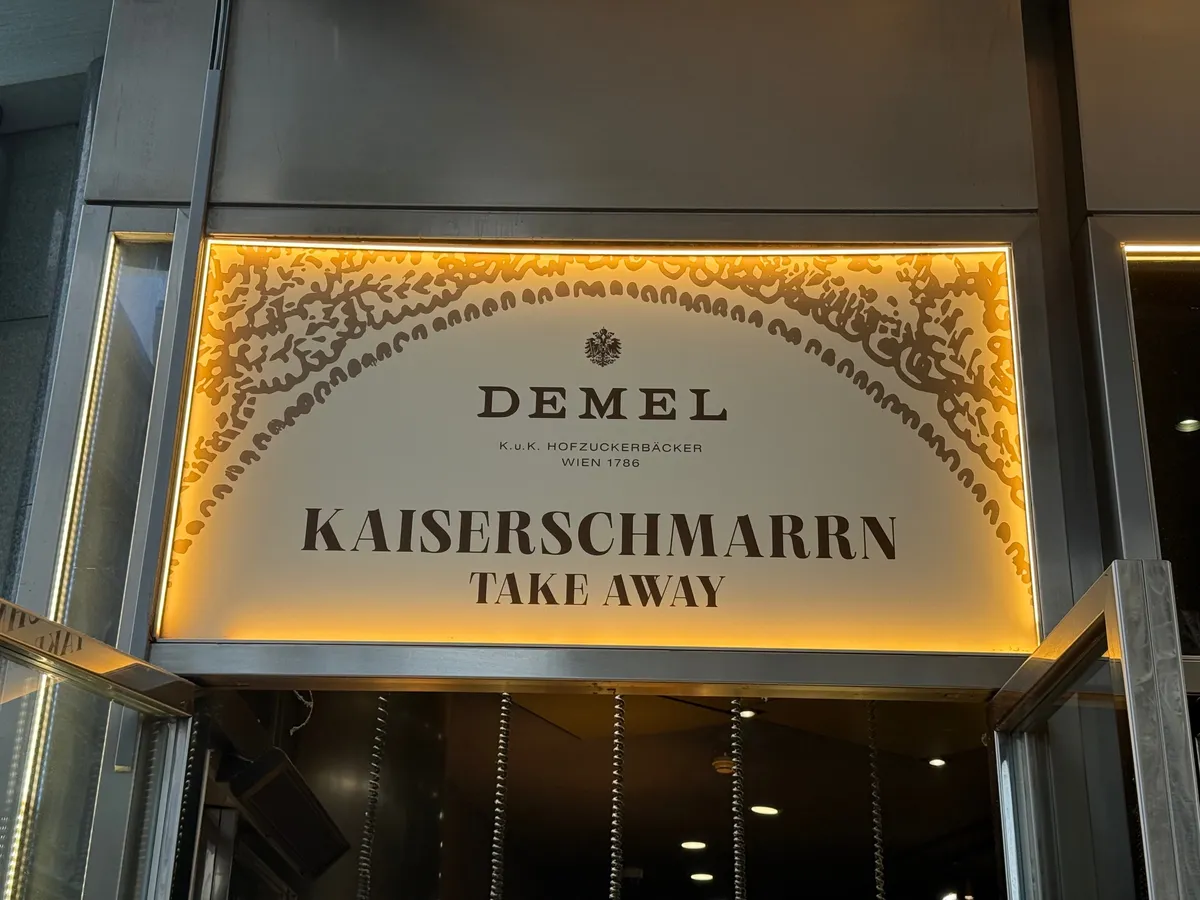 DEMEL
K.u.K. HOFZUCKERBÄCKER
WIEN 1786
KAISERSCHMARRN
TAKE AWAY